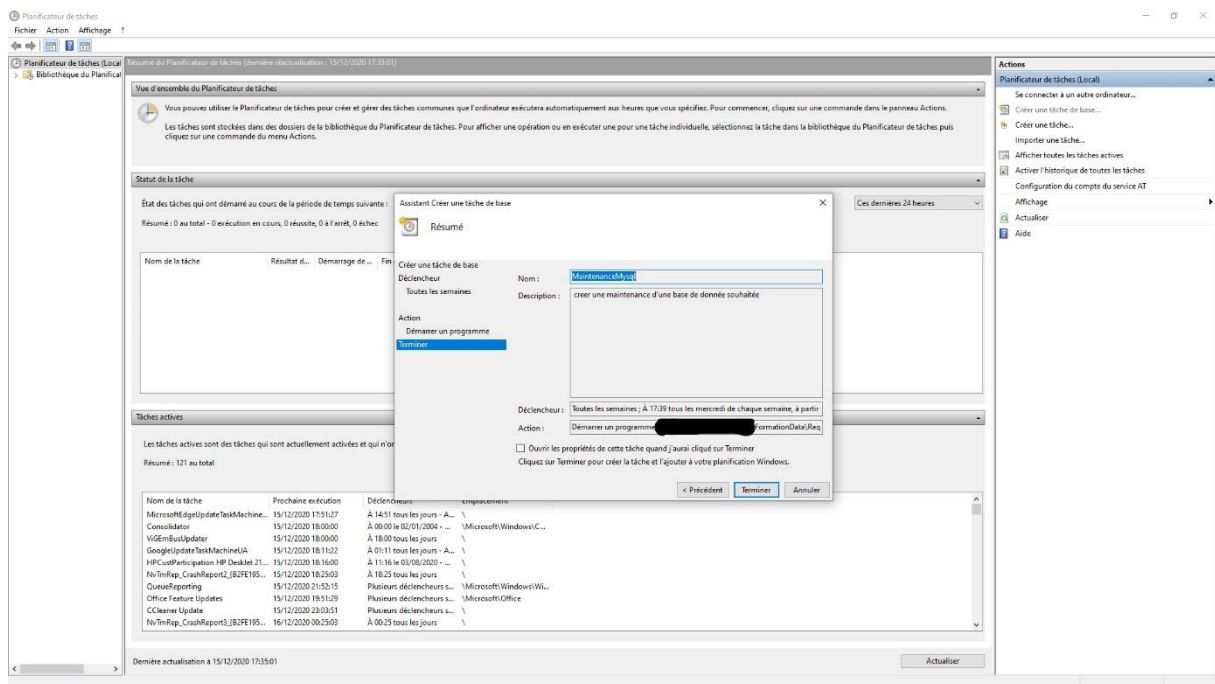 Planificateur de tâches
Fichier Action Affichage ?
Planificateur de tâches (Local
Bibliothèque du Planificat
Résumé du Planificateur de tâches (dernière réactualisation : 15/12/2020 17:35:01)
Vue d'ensemble du Planificateur de tâches
Vous pouvez utiliser le Planificateur de tâches pour créer et gérer des tâches communes que l'ordinateur exécutera automatiquement aux heures que vous spécifiez. Pour commencer, cliquez sur une commande dans le panneau Actions.
Les tâches sont stockées dans des dossiers de la bibliothèque du Planificateur de tâches. Pour afficher une opération ou en exécuter une pour une tâche individuelle, sélectionnez la tâche dans la bibliothèque du Planificateur de tâches puis
cliquez sur une commande du menu Actions.
Statut de la tâche
État des tâches qui ont démarré au cours de la période de temps suivante :
Ces dernières 24 heures
Résumé : 0 au total - 0 exécution en cours, 0 réussite, 0 à l'arrêt, 0 échec
Nom de la tâche Résultat d... Démarrage de ... Fin
Assistant Créer une tâche de base
Résumé
Créer une tâche de base
Déclencheur
Toutes les semaines
Action
Démarrer un programme
Terminer
Nom : MaintenanceMysql
Description : creer une maintenance d'une base de donnée souhaitée
Déclencheur : Toutes les semaines ; À 17:39 tous les mercredi de chaque semaine, à partir
Action : Démarrer un programme FormationData\Req
Ouvrir les propriétés de cette tâche quand j'aurai cliqué sur Terminer
Cliquez sur Terminer pour créer la tâche et l'ajouter à votre planification Windows.
< Précédent Terminer Annuler
Tâches actives
Les tâches actives sont des tâches qui sont actuellement activées et qui n'or
Résumé : 121 au total
Nom de la tâche Prochaine exécution Déclencheurs Emplacement
MicrosoftEdgeUpdateTaskMachine... 15/12/2020 17:51:27 À 14:51 tous les jours - A... \
Consolidator 15/12/2020 18:00:00 À 00:00 le 02/01/2004 - ... \Microsoft\Windows\C...
ViGEmBusUpdater 15/12/2020 18:00:00 À 18:00 tous les jours \
GoogleUpdateTaskMachineUA 15/12/2020 18:11:22 À 01:11 tous les jours - A... \
HPCustParticipation HP DeskJet 21... 15/12/2020 18:16:00 À 11:16 le 03/08/2020 - ... \
NvTmRep_CrashReport2_{B2FE195... 15/12/2020 18:25:03 À 18:25 tous les jours \
QueueReporting 15/12/2020 21:52:15 Plusieurs déclencheurs s... \Microsoft\Windows\Wi...
Office Feature Updates 15/12/2020 19:51:29 Plusieurs déclencheurs s... \Microsoft\Office
CCleaner Update 15/12/2020 23:03:51 Plusieurs déclencheurs s... \
NvTmRep_CrashReport3_{B2FE195... 16/12/2020 00:25:03 À 00:25 tous les jours \
Dernière actualisation à 15/12/2020 17:35:01
Actualiser
Actions
Planificateur de tâches (Local)
Se connecter à un autre ordinateur...
Créer une tâche de base...
Créer une tâche...
Importer une tâche...
Afficher toutes les tâches actives
Activer l'historique de toutes les tâches
Configuration du compte du service AT
Affichage
Actualiser
Aide